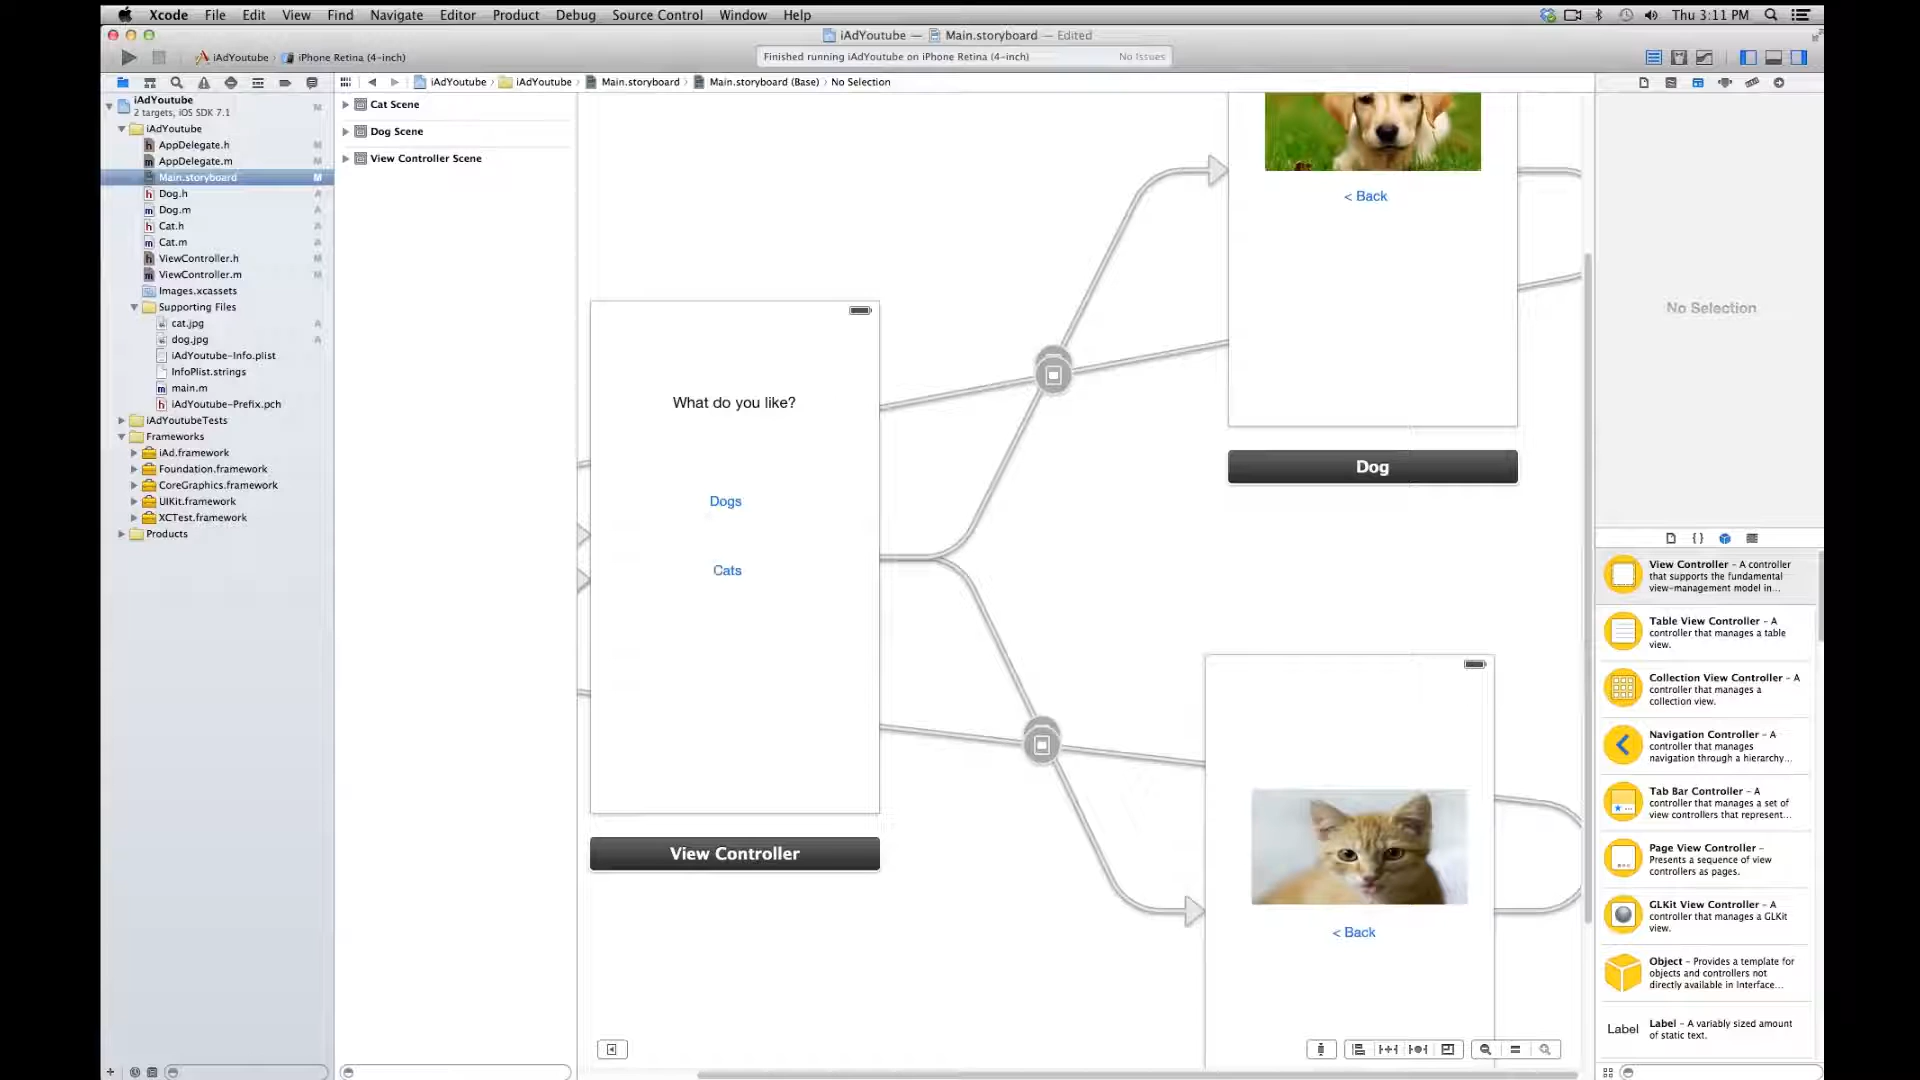 Xcode File Edit View Find Navigate Editor Product Debug Source Control Window Help Thu 3:11 PM
iAdYoutube — Main.storyboard — Edited
iAdYoutube iPhone Retina (4-inch) Finished running iAdYoutube on iPhone Retina (4-inch) No Issues
iAdYoutube iAdYoutube Main.storyboard Main.storyboard (Base) No Selection
iAdYoutube M
2 targets, iOS SDK 7.1
iAdYoutube
AppDelegate.h M
AppDelegate.m M
Main.storyboard M
Dog.h A
Dog.m A
Cat.h A
Cat.m A
ViewController.h M
ViewController.m M
Images.xcassets
Supporting Files
cat.jpg A
dog.jpg A
iAdYoutube-Info.plist
InfoPlist.strings
main.m
iAdYoutube-Prefix.pch
iAdYoutubeTests
Frameworks
iAd.framework
Foundation.framework
CoreGraphics.framework
UIKit.framework
XCTest.framework
Products
Cat Scene
Dog Scene
View Controller Scene
What do you like?
Dogs
Cats
View Controller
< Back
Dog
< Back
No Selection
View Controller - A controller
that supports the fundamental
view-management model in...
Table View Controller - A
controller that manages a table
view.
Collection View Controller - A
controller that manages a
collection view.
Navigation Controller - A
controller that manages
navigation through a hierarchy...
Tab Bar Controller - A
controller that manages a set of
view controllers that represent...
Page View Controller -
Presents a sequence of view
controllers as pages.
GLKit View Controller - A
controller that manages a GLKit
view.
Object - Provides a template for
objects and controllers not
directly available in Interface...
Label
Label - A variably sized amount
of static text.